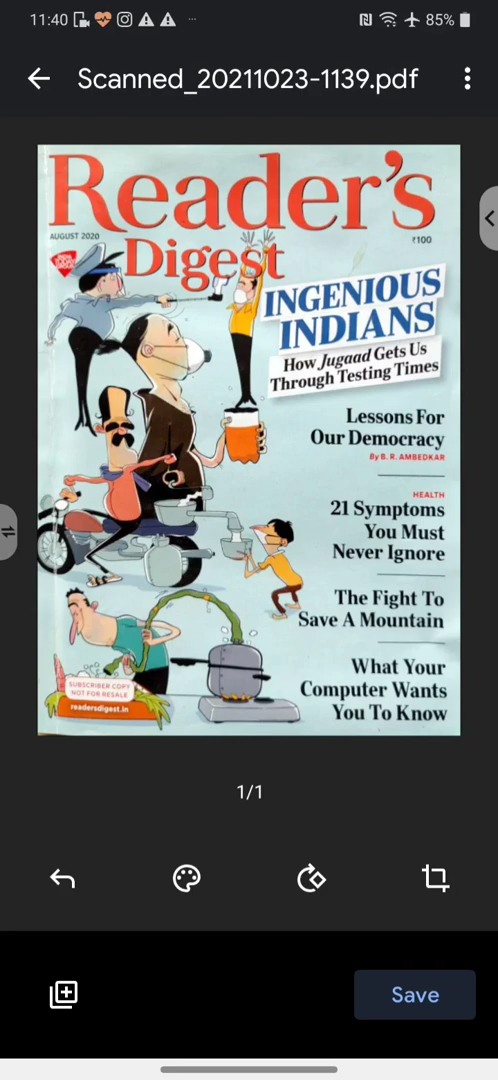 11:40
85%
Scanned_20211023-1139.pdf
Reader's
Digest
AUGUST 2020
₹100
INGENIOUS
INDIANS
How Jugaad Gets Us
Through Testing Times
Lessons For
Our Democracy
By B. R. AMBEDKAR
HEALTH
21 Symptoms
You Must
Never Ignore
The Fight To
Save A Mountain
What Your
Computer Wants
You To Know
SUBSCRIBER COPY
NOT FOR RESALE
readersdigest.in
1/1
Save